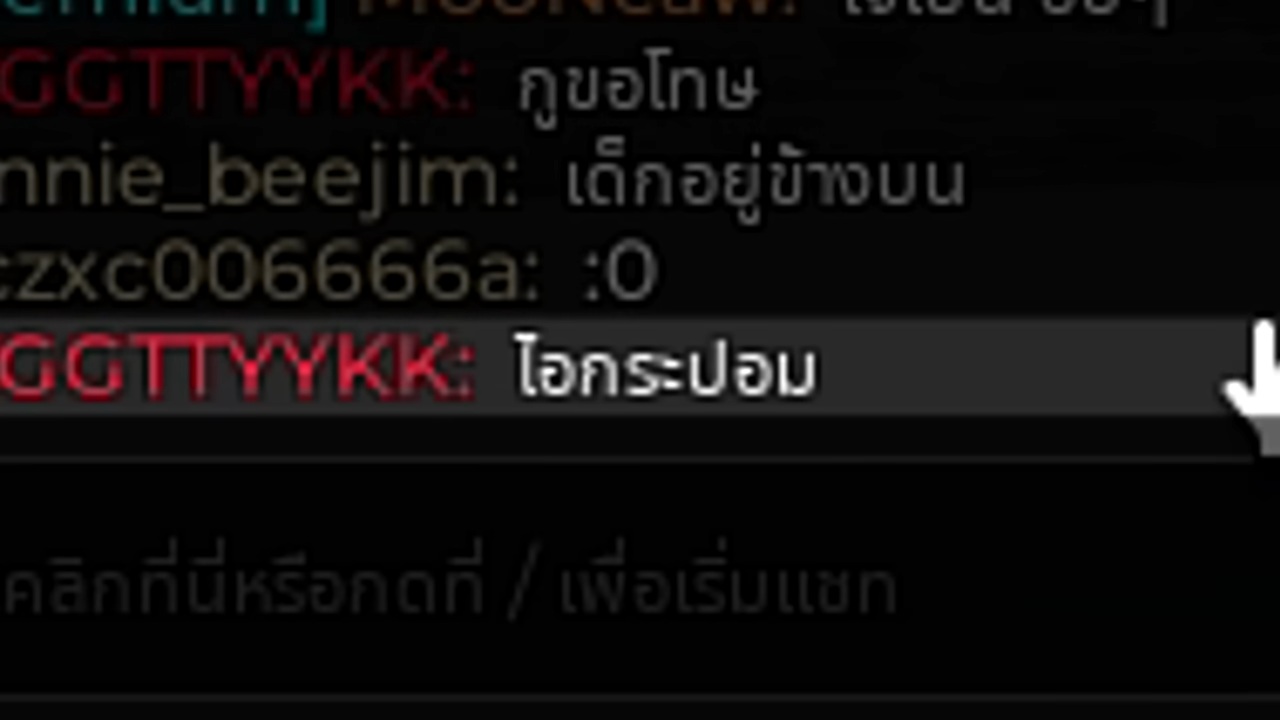 GGTTYYKK: กูขอโทษ
nnie_beejim: เด็กอยู่ข้างบน
czxc006666a: :0
GGTTYYKK: ไอกระปอม
คลิกที่นี่หรือกดที่ / เพื่อเริ่มแชท